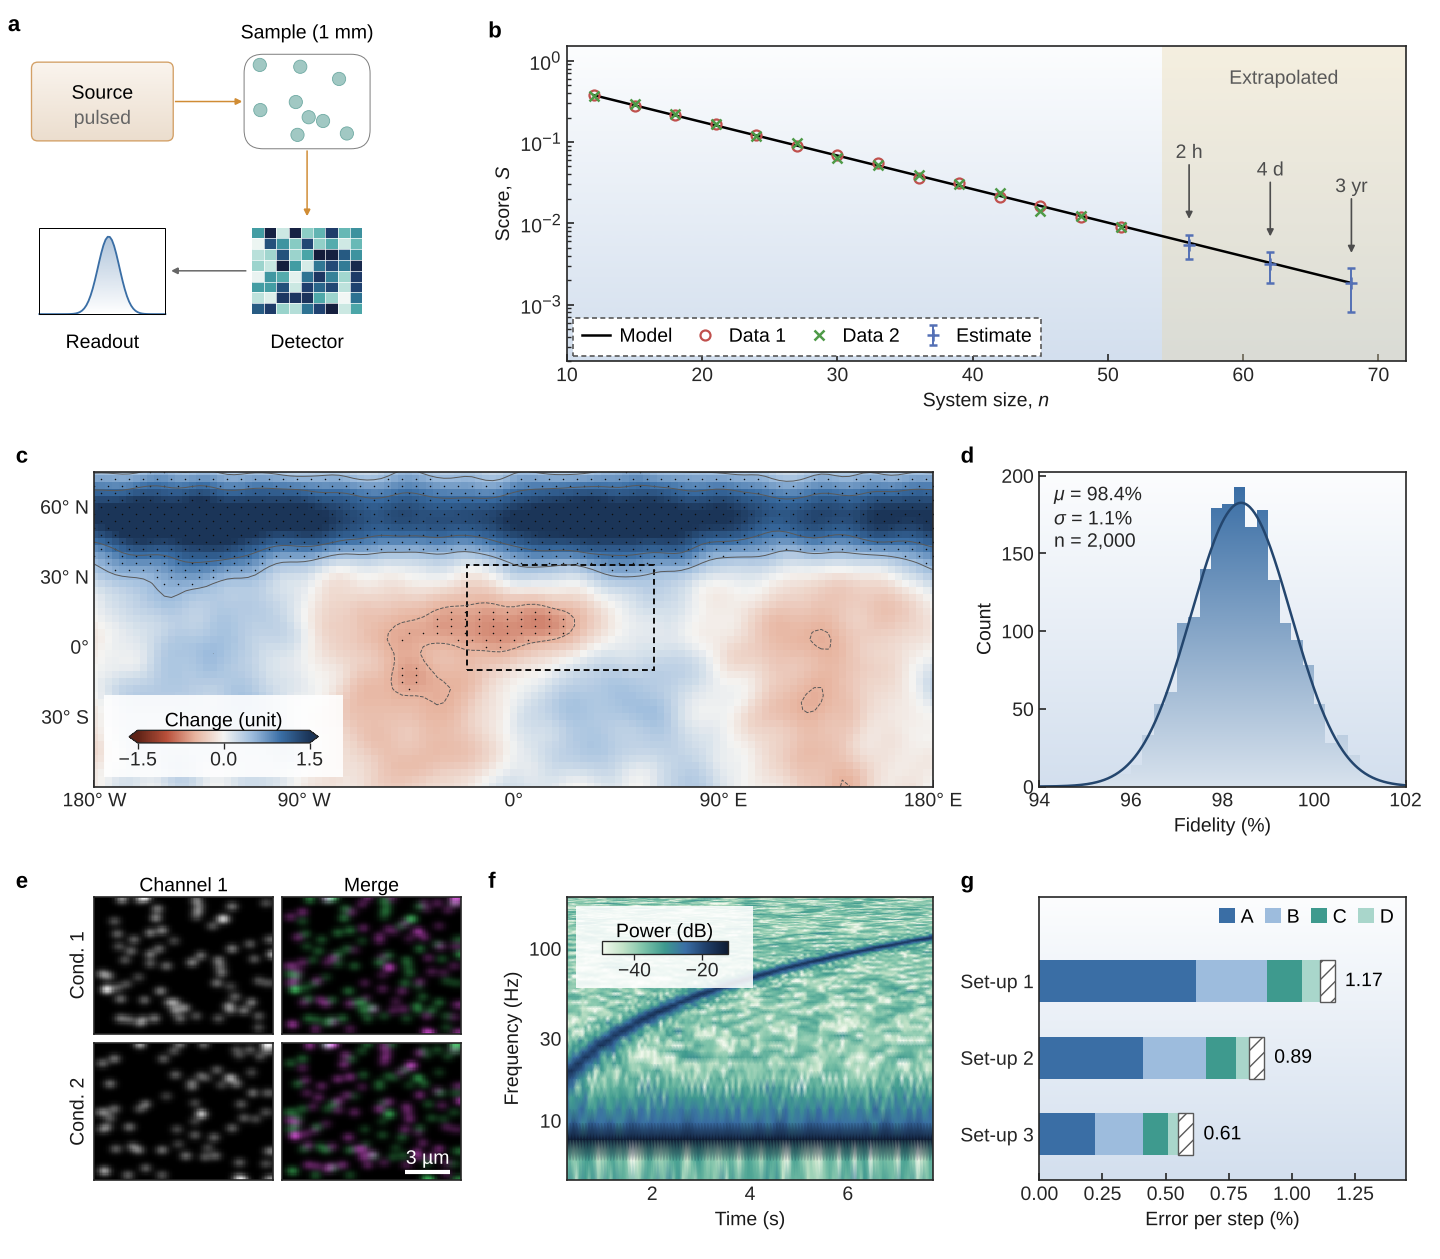 a
Sample (1 mm)
Source
pulsed
Readout
Detector
b
Score, S
10⁰
10⁻¹
10⁻²
10⁻³
Extrapolated
2 h
4 d
3 yr
Model
Data 1
Data 2
Estimate
10
20
30
40
50
60
70
System size, n
c
60° N
30° N
0°
30° S
Change (unit)
−1.5
0.0
1.5
180° W
90° W
0°
90° E
180° E
d
Count
200
150
100
50
0
μ = 98.4%
σ = 1.1%
n = 2,000
94
96
98
100
102
Fidelity (%)
e
Channel 1
Merge
Cond. 1
Cond. 2
3 µm
f
Frequency (Hz)
100
30
10
Power (dB)
−40
−20
2
4
6
Time (s)
g
A
B
C
D
Set-up 1
1.17
Set-up 2
0.89
Set-up 3
0.61
0.00
0.25
0.50
0.75
1.00
1.25
Error per step (%)